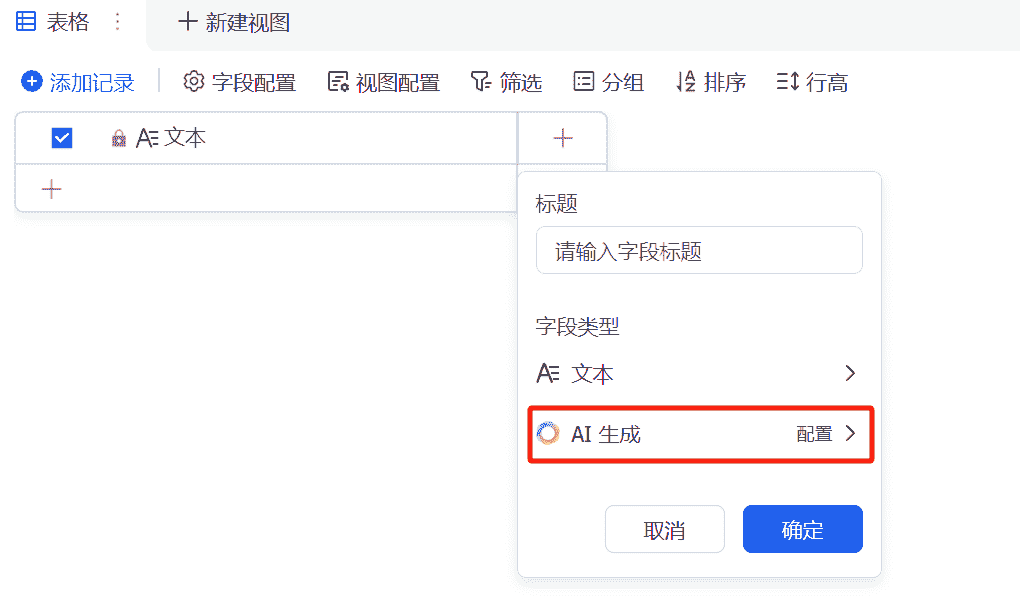 表格 新建视图
添加记录 字段配置 视图配置 筛选 分组 排序 行高
文本
标题
请输入字段标题
字段类型
文本
AI 生成 配置
取消 确定